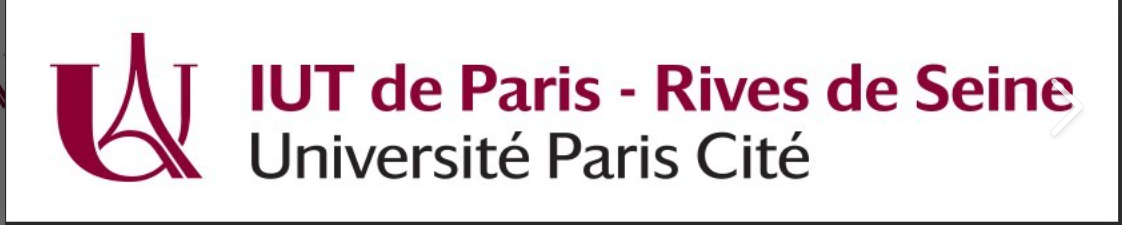 IUT de Paris - Rives de Seine
Université Paris Cité